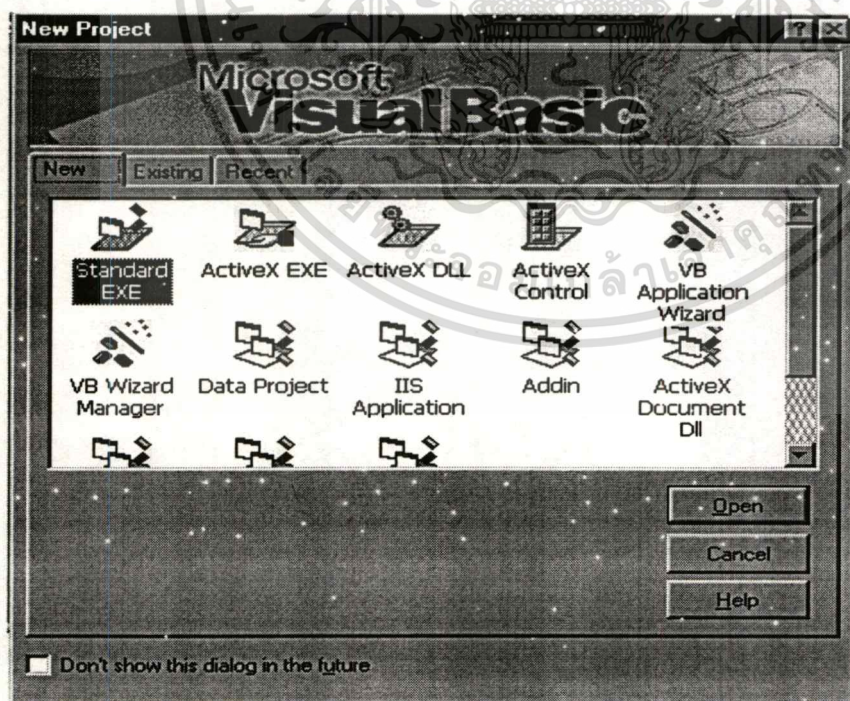 New Project
Microsoft
Visual Basic
New Existing Recent
Standard EXE
ActiveX EXE
ActiveX DLL
ActiveX Control
VB Application Wizard
VB Wizard Manager
Data Project
IIS Application
Addin
ActiveX Document Dll
Open
Cancel
Help
Don't show this dialog in the future